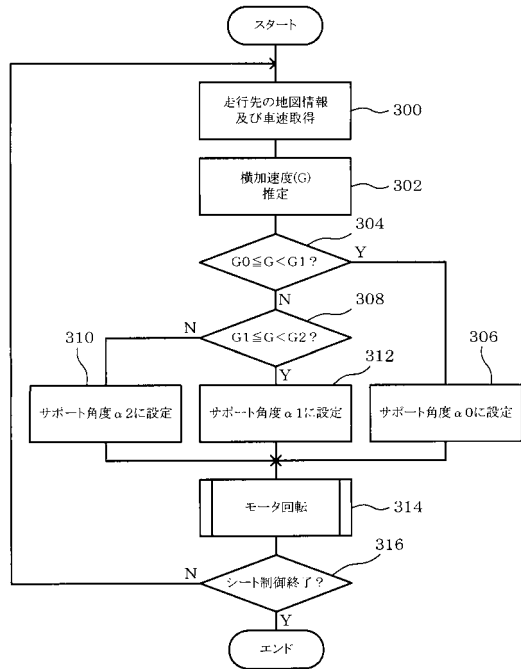 スタート
走行先の地図情報
及び車速取得
300
横加速度(G)
推定
302
304
G0≦G<G1?
Y
N
308
N
G1≦G<G2?
310
Y
312
306
サポート角度α2に設定
サポート角度α1に設定
サポート角度α0に設定
モータ回転
314
316
N
シート制御終了?
Y
エンド